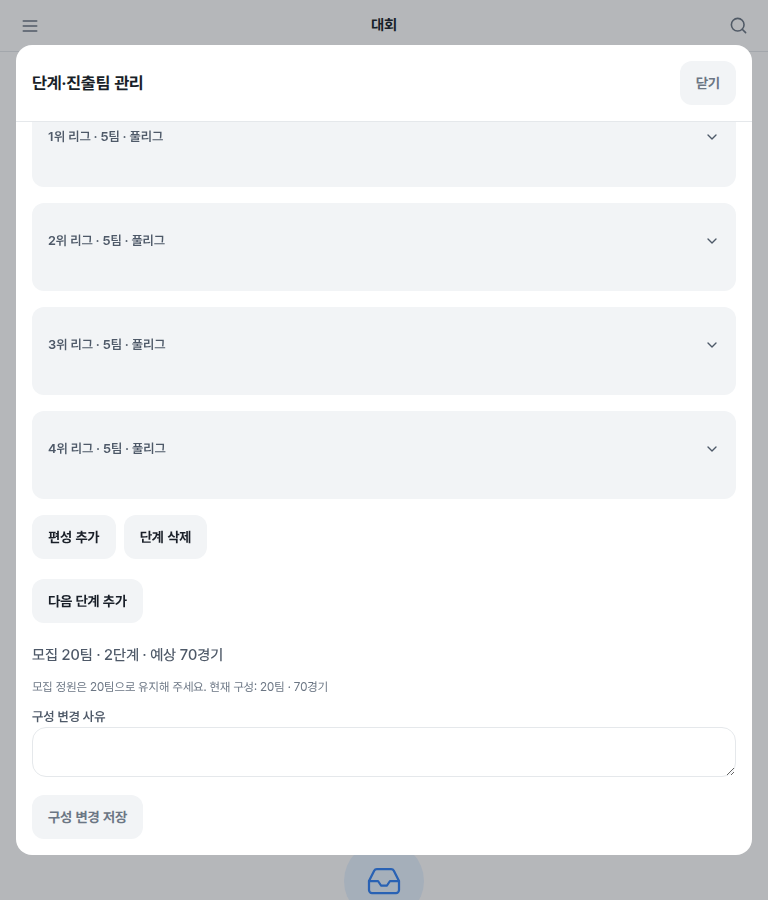 대회
단계·진출팀 관리
닫기
1위 리그 · 5팀 · 풀리그
2위 리그 · 5팀 · 풀리그
3위 리그 · 5팀 · 풀리그
4위 리그 · 5팀 · 풀리그
편성 추가
단계 삭제
다음 단계 추가
모집 20팀 · 2단계 · 예상 70경기
모집 정원은 20팀으로 유지해 주세요. 현재 구성: 20팀 · 70경기
구성 변경 사유
구성 변경 저장